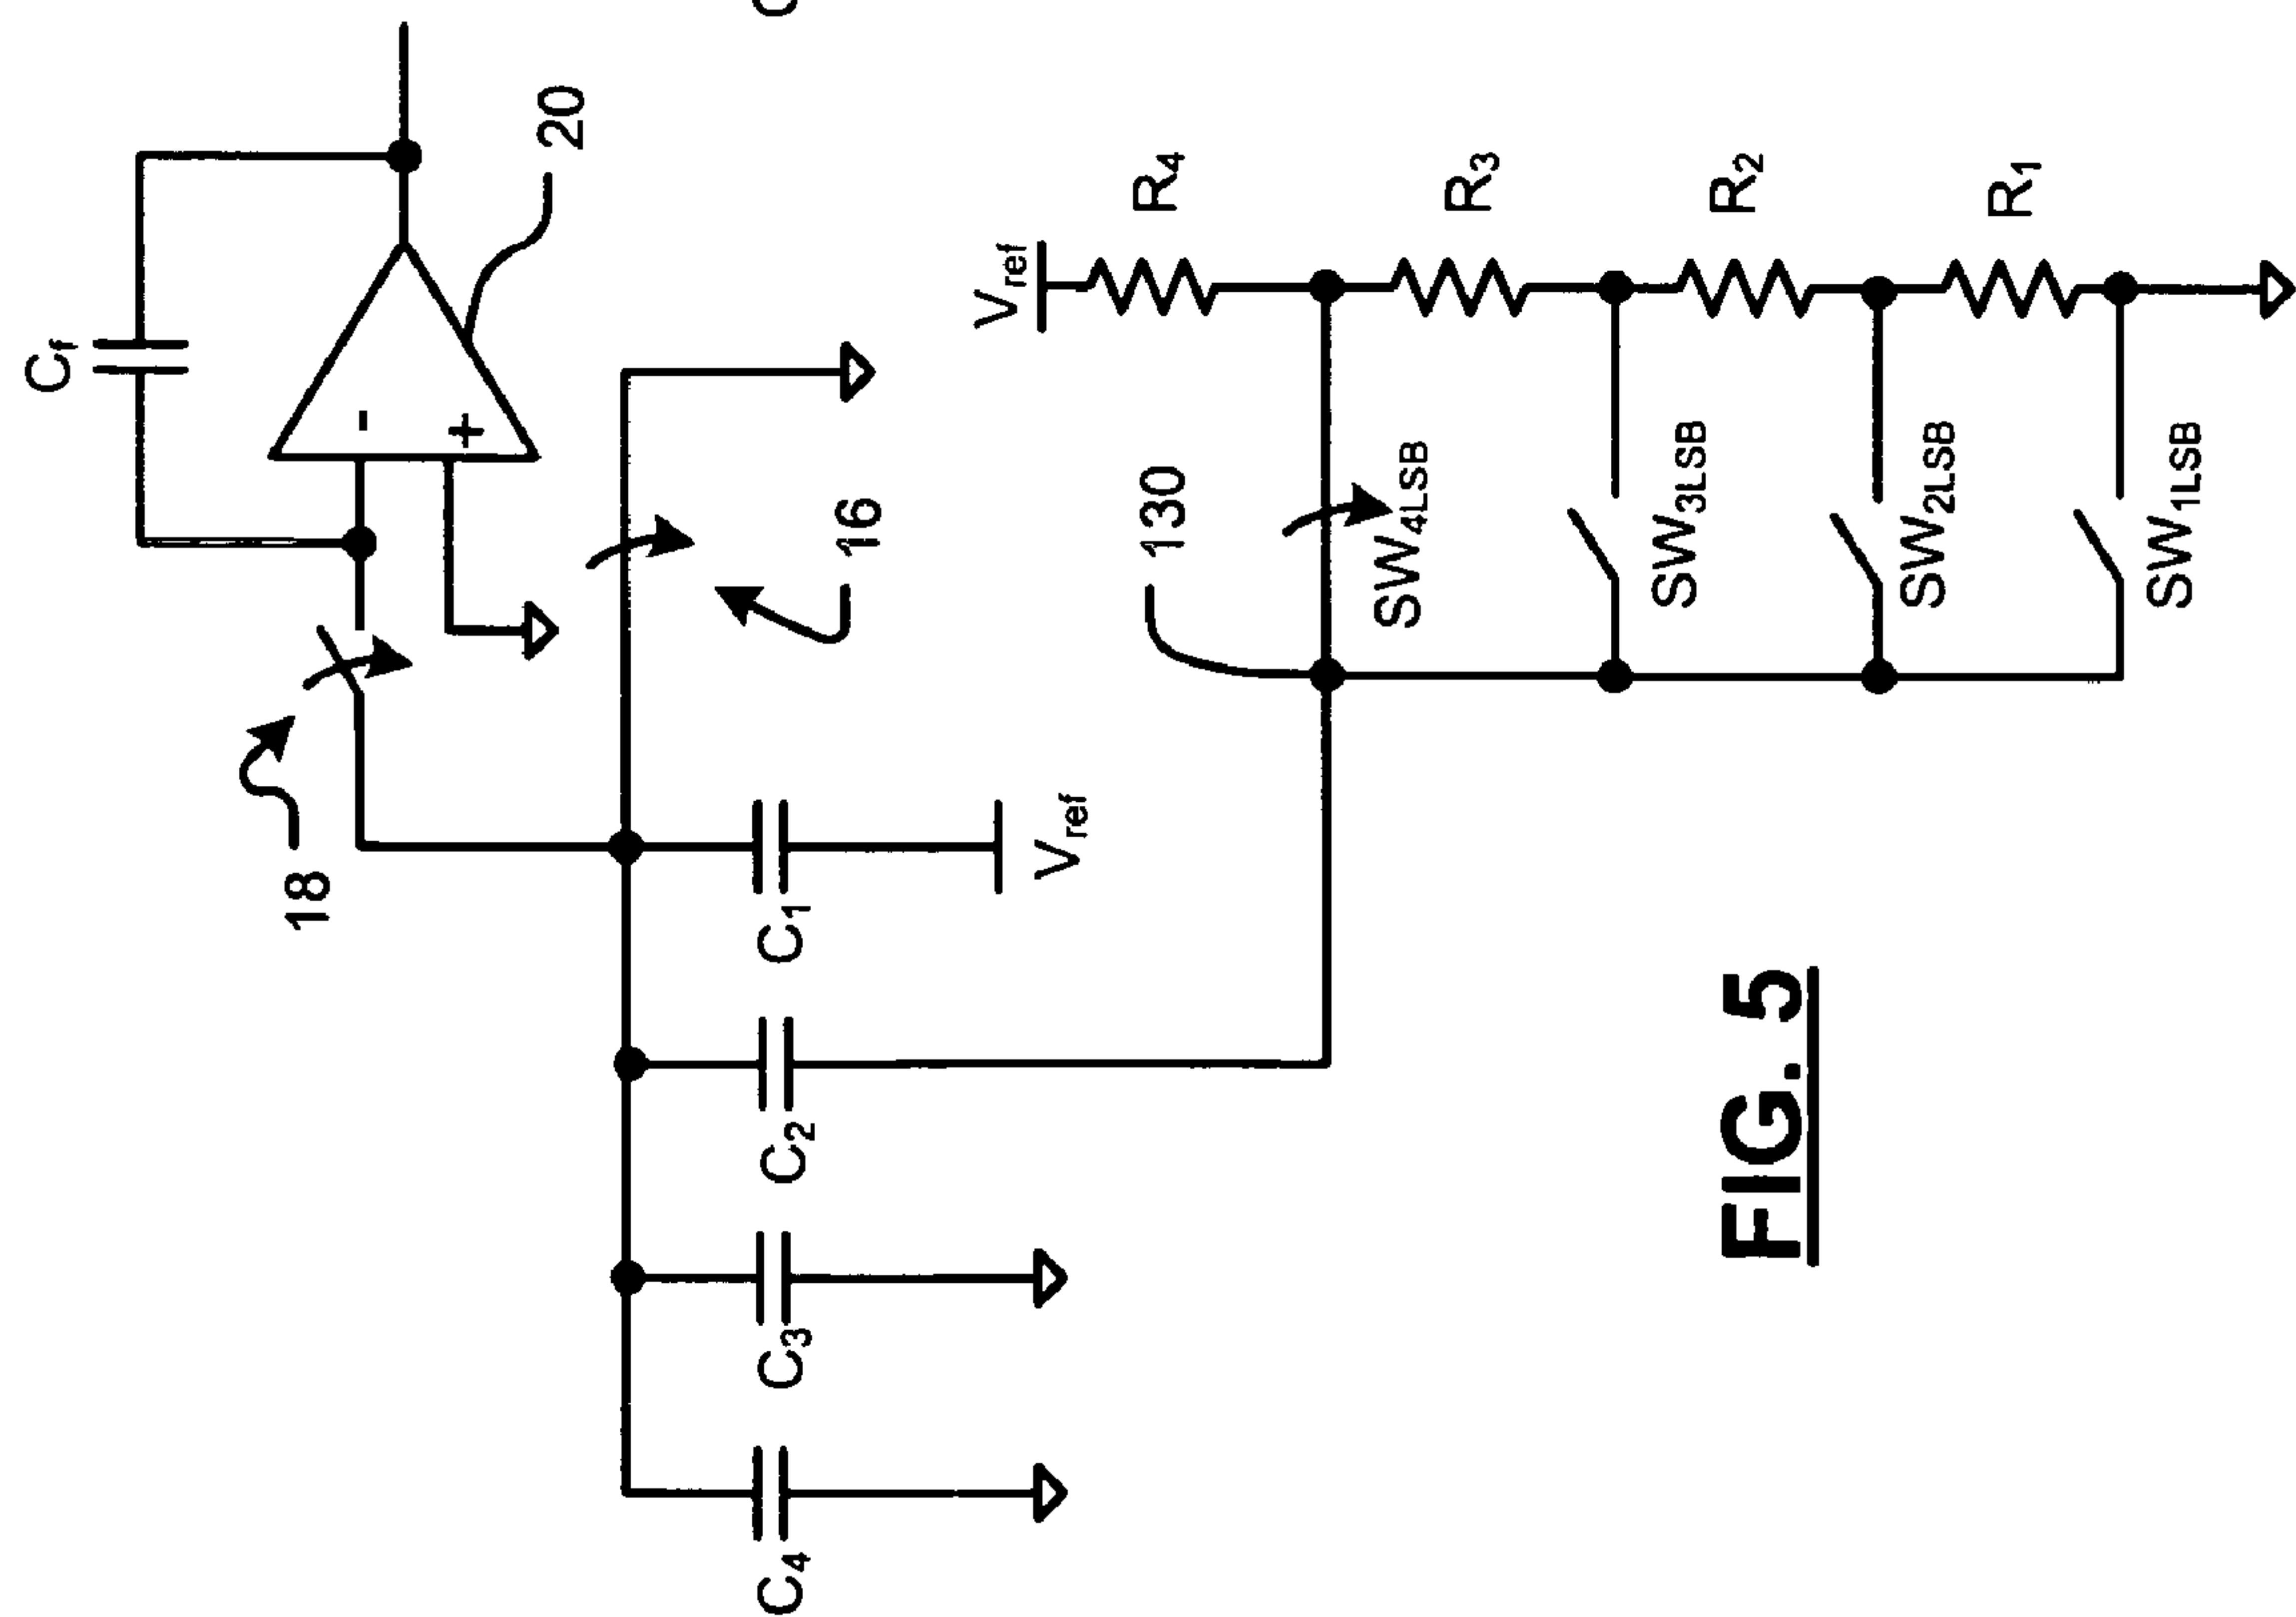 Cf
-
+
20
18
16
C4
C3
C2
C1
Vref
130
Vref
R4
R3
R2
R1
SW4LSB
SW3LSB
SW2LSB
SW1LSB
FIG. 5